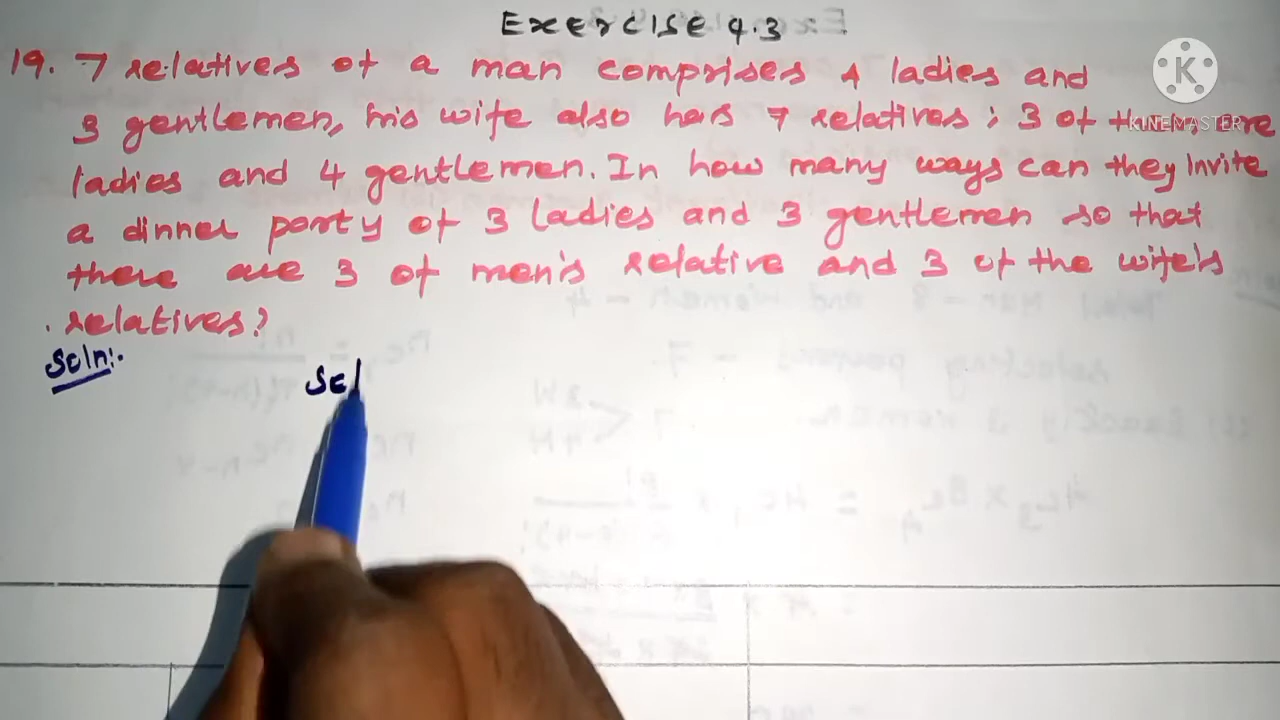 Exercise 4.3
19. 7 relatives of a man comprises 4 ladies and
3 gentlemen, his wife also has 7 relatives; 3 of them are
ladies and 4 gentlemen. In how many ways can they invite
a dinner party of 3 ladies and 3 gentlemen so that
there are 3 of men's relative and 3 of the wife's
relatives?
Soln:.
Sel
K
KINEMASTER